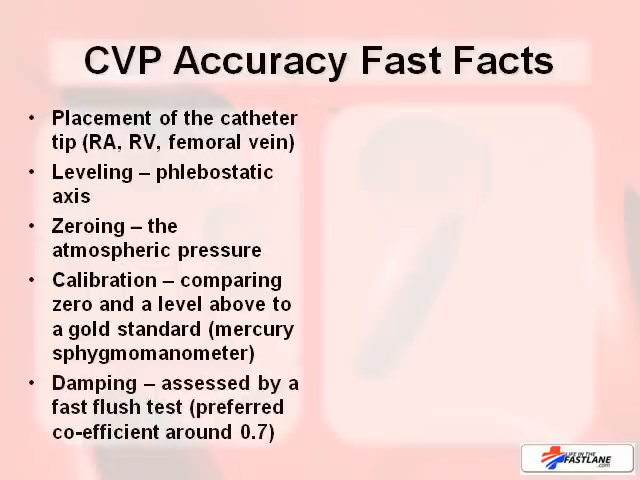 CVP Accuracy Fast Facts
• Placement of the catheter
tip (RA, RV, femoral vein)
• Leveling – phlebostatic
axis
• Zeroing – the
atmospheric pressure
• Calibration – comparing
zero and a level above to
a gold standard (mercury
sphygmomanometer)
• Damping – assessed by a
fast flush test (preferred
co-efficient around 0.7)
LIFE IN THE
FASTLANE
.com